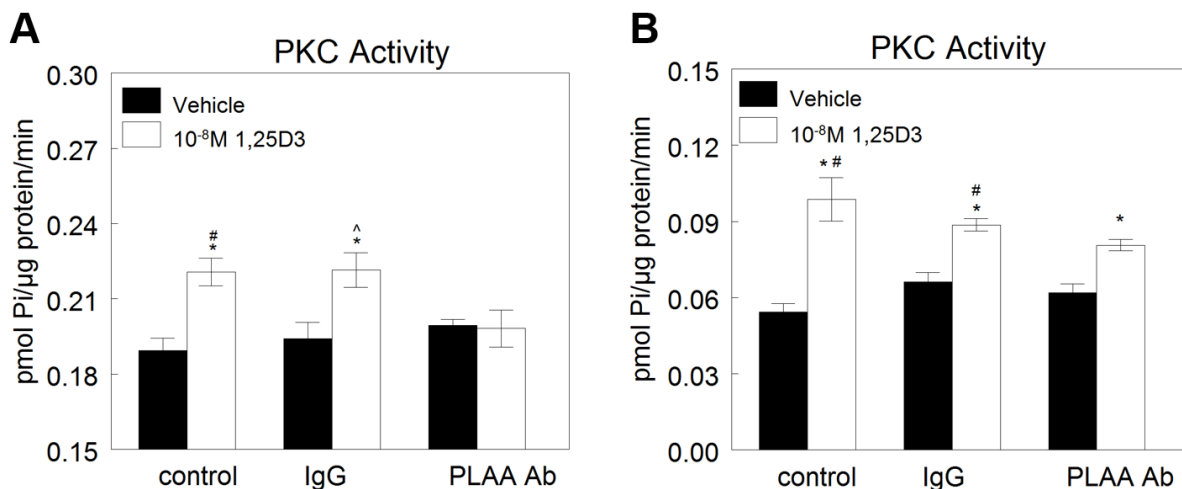 A
PKC Activity
pmol Pi/µg protein/min
0.30
0.27
0.24
0.21
0.18
0.15
Vehicle
10⁻⁸M 1,25D3
#
*
^
*
control IgG PLAA Ab
B
PKC Activity
pmol Pi/µg protein/min
0.15
0.12
0.09
0.06
0.03
0.00
Vehicle
10⁻⁸M 1,25D3
* #
#
*
*
control IgG PLAA Ab